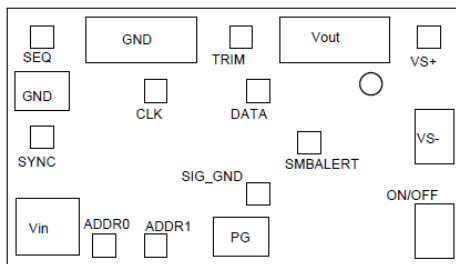 SEQ
GND
TRIM
Vout
VS+
GND
CLK
DATA
SYNC
SMBALERT
VS-
SIG_GND
ON/OFF
Vin
ADDR0
ADDR1
PG